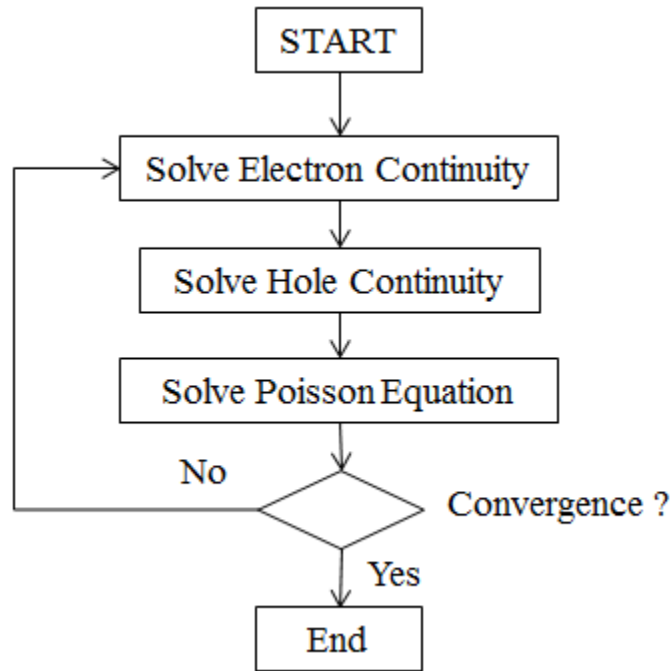 START
Solve Electron Continuity
Solve Hole Continuity
Solve Poisson Equation
No
Convergence ?
Yes
End